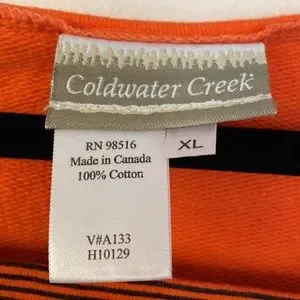 Coldwater Creek
XL
RN 98516
Made in Canada
100% Cotton
V#A133
H10129